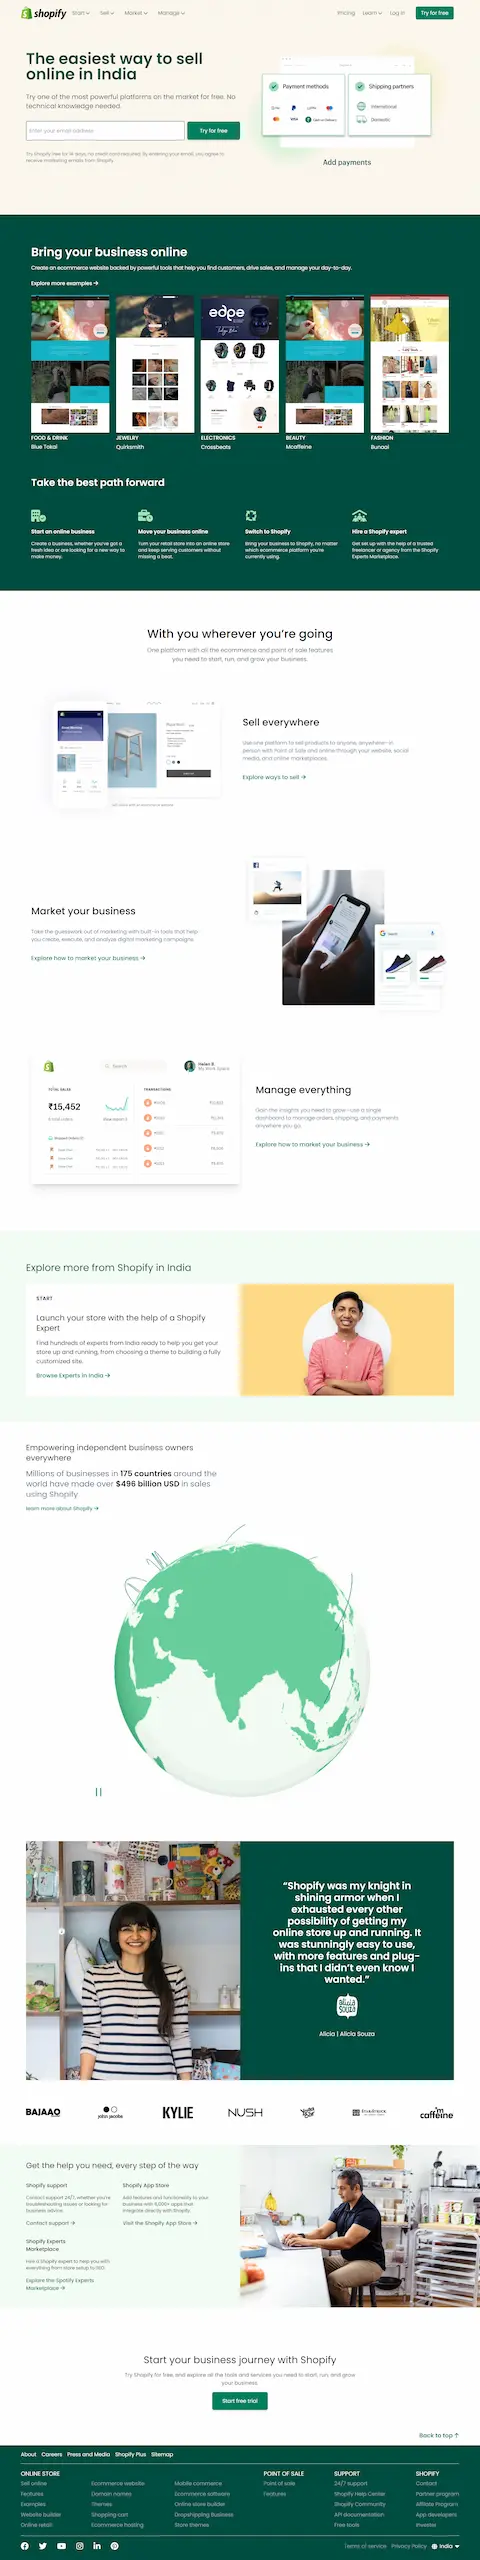 shopify
Start
Sell
Market
Manage
Pricing
Learn
Log in
Try for free
The easiest way to sell
online in India
Try one of the most powerful platforms on the market for free. No
technical knowledge needed.
Enter your email address
Try for free
Try Shopify free for 14 days, no credit card required. By entering your email, you agree to
receive marketing emails from Shopify.
Payment methods
Shipping partners
International
Domestic
VISA
Cash on Delivery
Add payments
Bring your business online
Create an ecommerce website backed by powerful tools that help you find customers, drive sales, and manage your day-to-day.
Explore more examples →
edge
FOOD & DRINK
Blue Tokai
JEWELRY
Quirksmith
ELECTRONICS
Crossbeats
BEAUTY
Mcaffeine
FASHION
Bunaai
Take the best path forward
Start an online business
Create a business, whether you've got a
fresh idea or are looking for a new way to
make money.
Move your business online
Turn your retail store into an online store
and keep serving customers without
missing a beat.
Switch to Shopify
Bring your business to Shopify, no matter
which ecommerce platform you're
currently using.
Hire a Shopify expert
Get set up with the help of a trusted
freelancer or agency from the Shopify
Experts Marketplace.
With you wherever you're going
One platform with all the ecommerce and point of sale features
you need to start, run, and grow your business.
Sell everywhere
Use one platform to sell products to anyone, anywhere-in
person with Point of Sale and online through your website, social
media, and online marketplaces.
Explore ways to sell →
Market your business
Take the guesswork out of marketing with built-in tools that help
you create, execute, and analyze digital marketing campaigns.
Explore how to market your business →
Search
Helen B.
My Work Space
TOTAL SALES
₹15,452
TRANSACTIONS
Manage everything
Gain the insights you need to grow-use a single
dashboard to manage orders, shipping, and payments
anywhere you go.
Explore how to market your business →
Explore more from Shopify in India
START
Launch your store with the help of a Shopify
Expert
Find hundreds of experts from India ready to help you get your
store up and running, from choosing a theme to building a fully
customized site.
Browse Experts in India →
Empowering independent business owners
everywhere
Millions of businesses in 175 countries around the
world have made over $496 billion USD in sales
using Shopify
learn more about Shopify →
“Shopify was my knight in
shining armor when I
exhausted every other
possibility of getting my
online store up and running. It
was stunningly easy to use,
with more features and plug-
ins that I didn’t even know I
wanted.”
alicia
souza
Alicia | Alicia Souza
BAJAAO
john jacobs
KYLIE
NUSH
I'm
caffeine
Get the help you need, every step of the way
Shopify support
Contact support 24/7, whether you're
troubleshooting issues or looking for
business advice.
Contact support →
Shopify App Store
Add features and functionality to your
business with 6,000+ apps that
integrate directly with Shopify.
Visit the Shopify App Store →
Shopify Experts
Marketplace
Hire a Shopify expert to help you with
everything from store setup to SEO.
Explore the Spotify Experts
Marketplace →
Start your business journey with Shopify
Try Shopify for free, and explore all the tools and services you need to start, run, and grow
your business.
Start free trial
Back to top ↑
About
Careers
Press and Media
Shopify Plus
Sitemap
ONLINE STORE
Sell online
Features
Examples
Website builder
Online retail
Ecommerce website
Domain names
Themes
Shopping cart
Ecommerce hosting
Mobile commerce
Ecommerce software
Online store builder
Dropshipping Business
Store themes
POINT OF SALE
Point of sale
Features
SUPPORT
24/7 support
Shopify Help Center
Shopify Community
API documentation
Free tools
SHOPIFY
Contact
Partner program
Affiliate Program
App developers
Investor
Terms of service
Privacy Policy
India